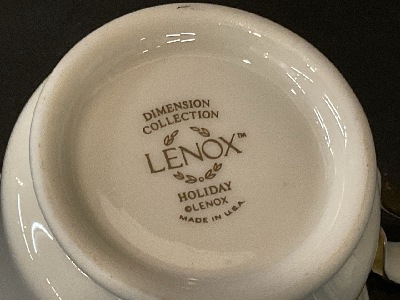 DIMENSION
COLLECTION
LENOX™
HOLIDAY
©LENOX
MADE IN U.S.A.